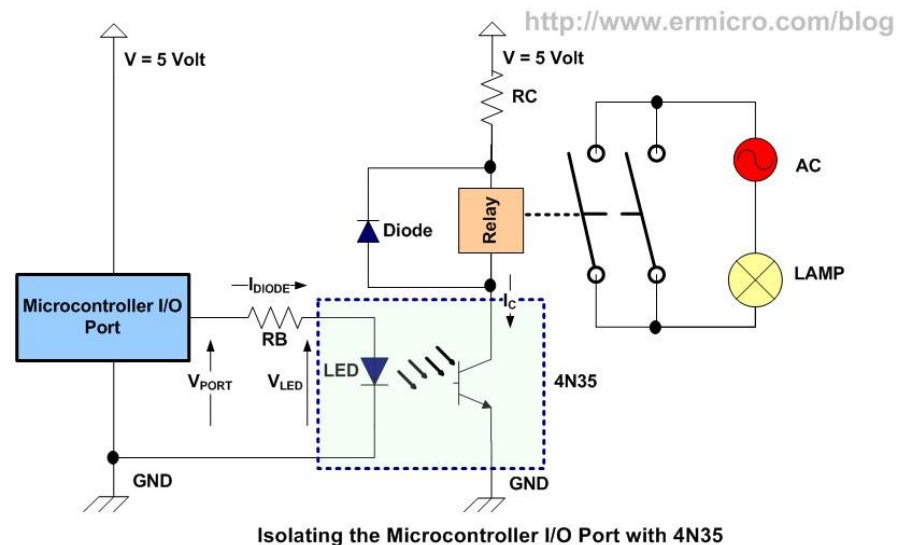 http://www.ermicro.com/blog
V = 5 Volt
V = 5 Volt
RC
AC
Relay
Diode
LAMP
Microcontroller I/O
Port
IDIODE
IC
RB
LED
4N35
VPORT
VLED
GND
GND
Isolating the Microcontroller I/O Port with 4N35